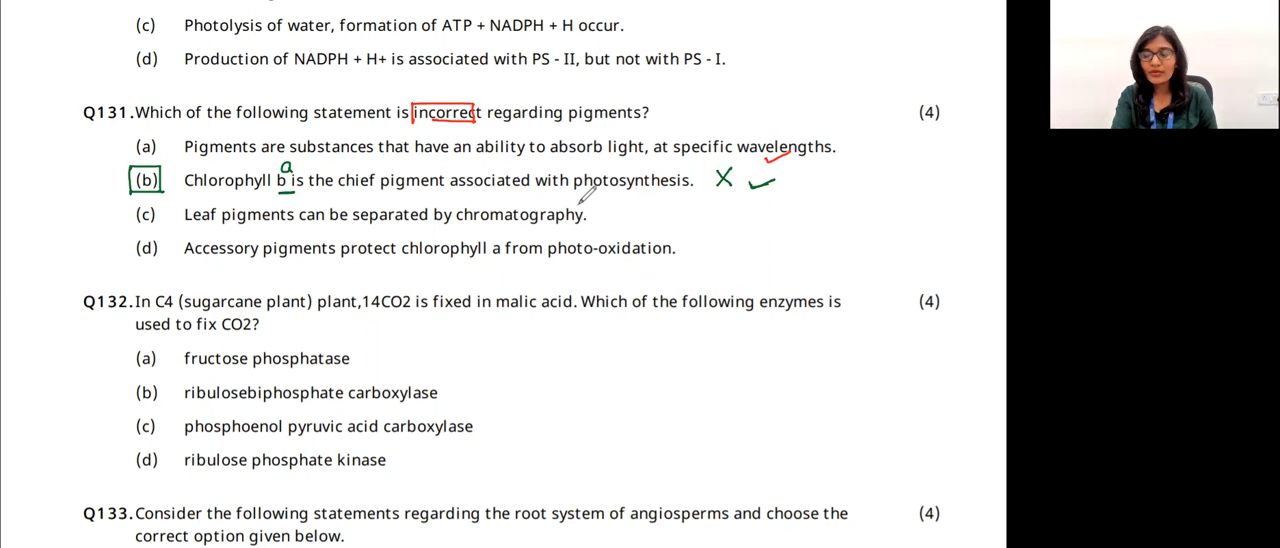 (c) Photolysis of water, formation of ATP + NADPH + H occur.
(d) Production of NADPH + H+ is associated with PS - II, but not with PS - I.
Q131. Which of the following statement is incorrect regarding pigments? (4)
(a) Pigments are substances that have an ability to absorb light, at specific wavelengths.
a
(b) Chlorophyll b is the chief pigment associated with photosynthesis. X ✓
(c) Leaf pigments can be separated by chromatography.
(d) Accessory pigments protect chlorophyll a from photo-oxidation.
Q132. In C4 (sugarcane plant) plant,14CO2 is fixed in malic acid. Which of the following enzymes is (4)
used to fix CO2?
(a) fructose phosphatase
(b) ribulosebiphosphate carboxylase
(c) phosphoenol pyruvic acid carboxylase
(d) ribulose phosphate kinase
Q133. Consider the following statements regarding the root system of angiosperms and choose the (4)
correct option given below.